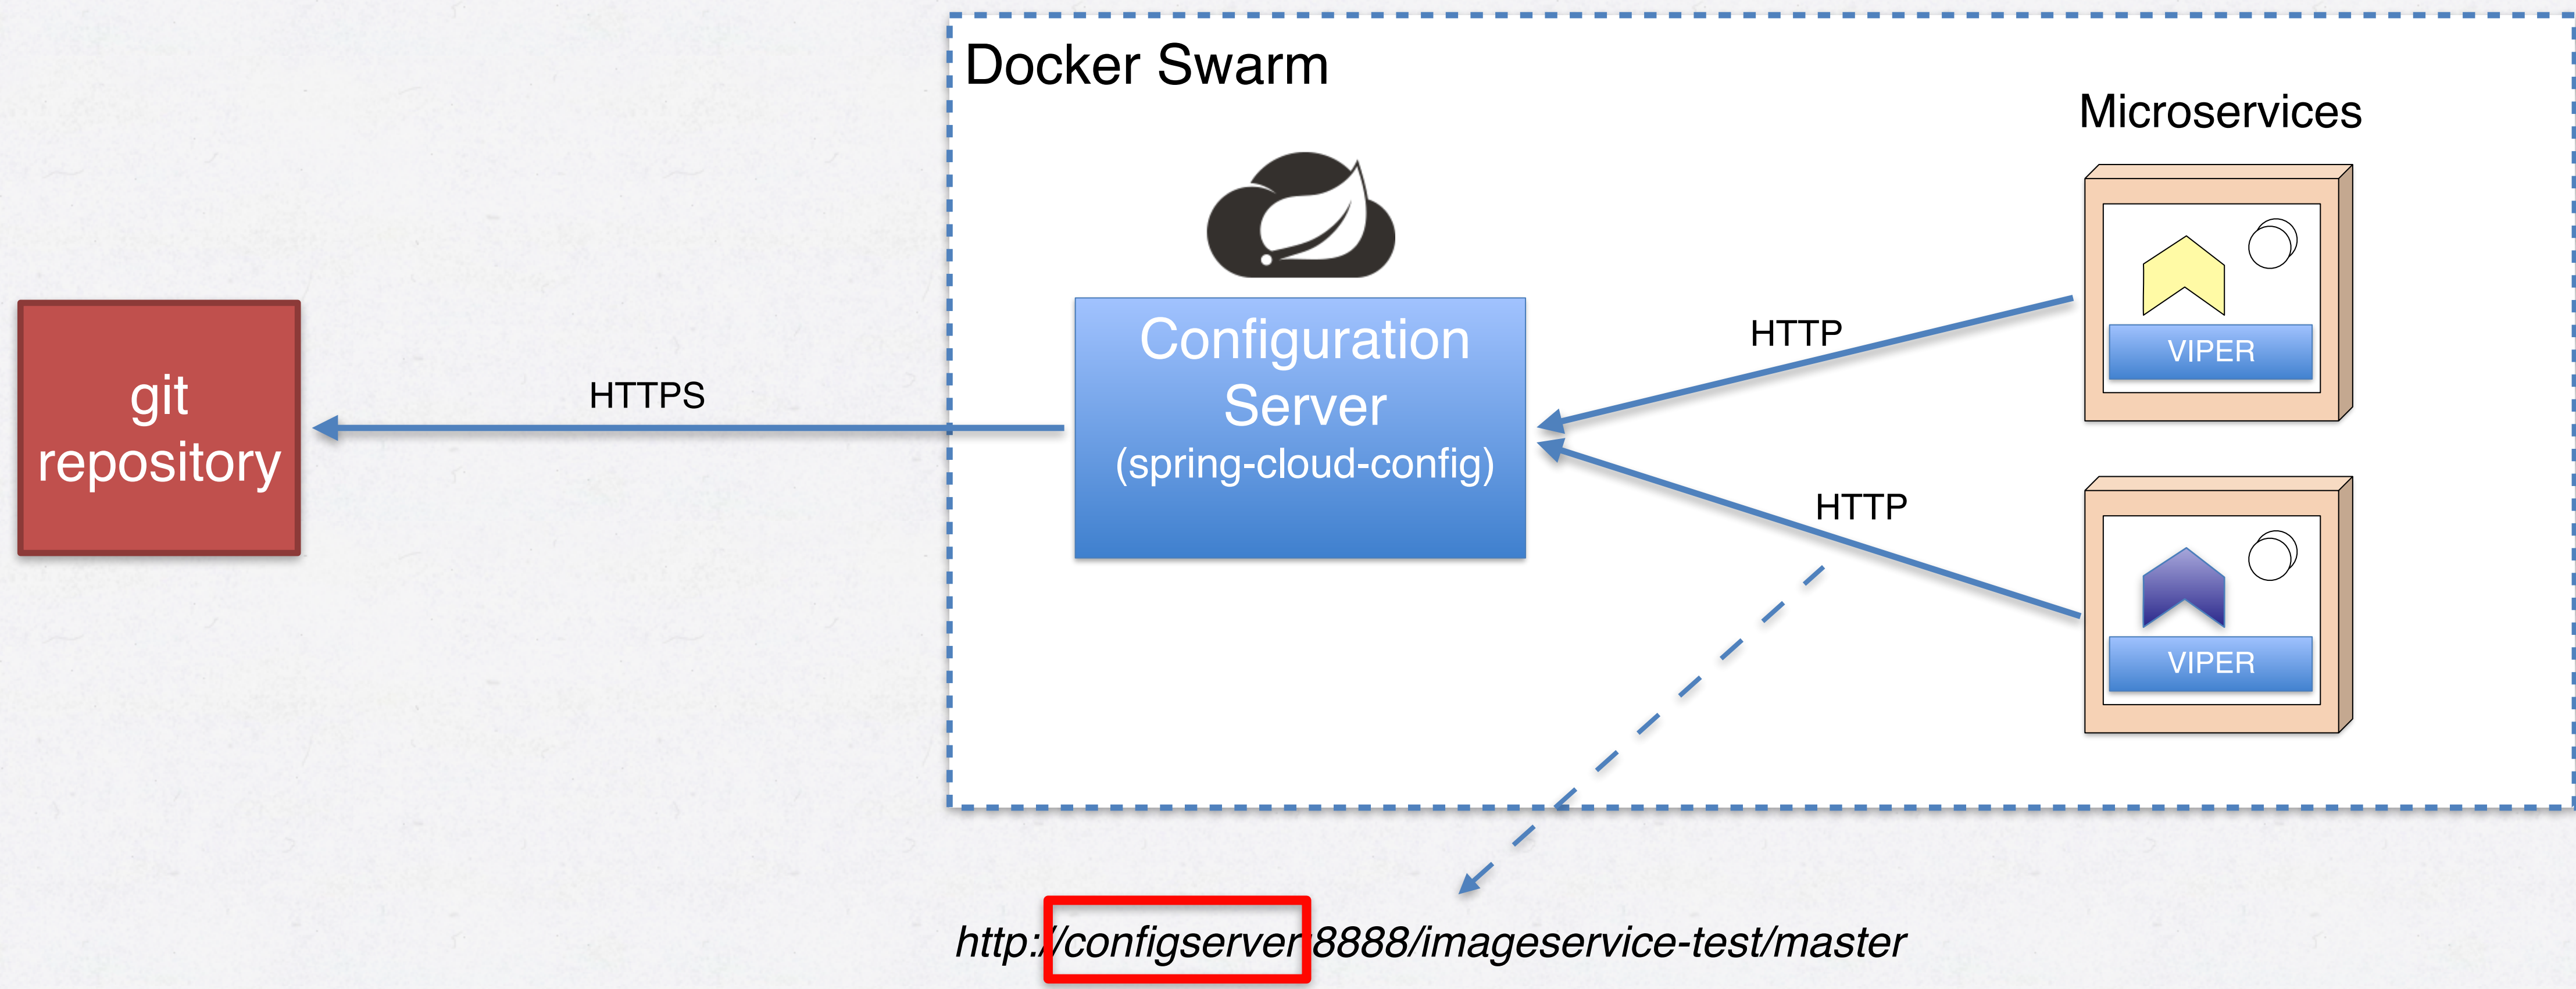 Docker Swarm
Microservices
Configuration
Server
(spring-cloud-config)
HTTP
VIPER
git
repository
HTTPS
HTTP
VIPER
http://configserver:8888/imageservice-test/master